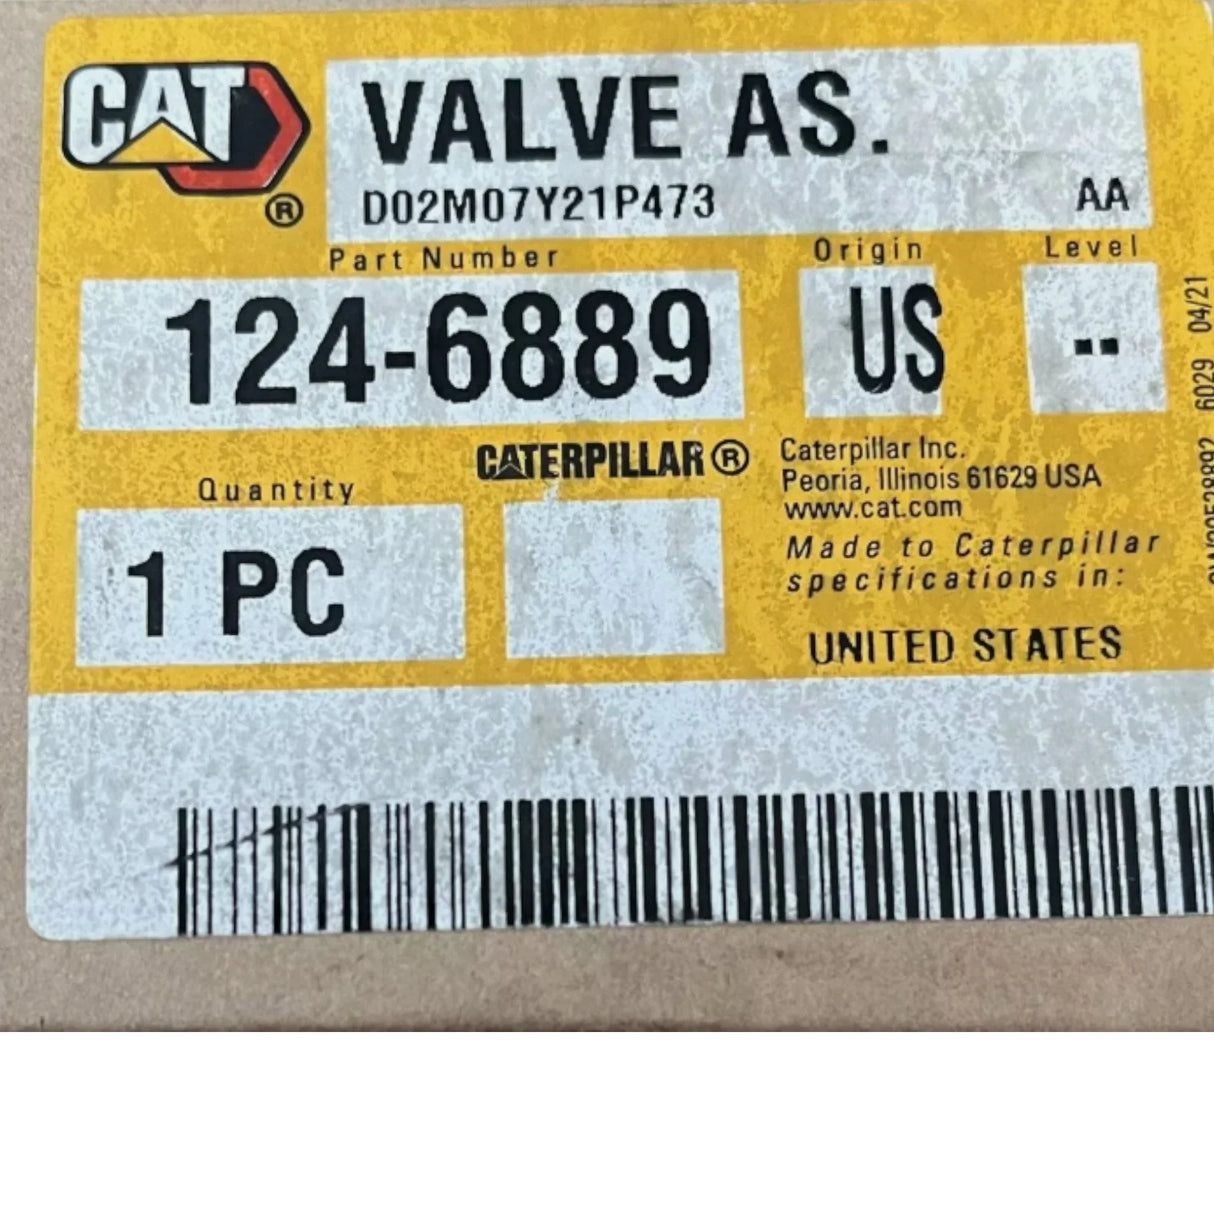 CAT
VALVE AS.
®
D02M07Y21P473 AA
Part Number Origin Level
124-6889 US --
CATERPILLAR®
Quantity
1 PC
Caterpillar Inc.
Peoria, Illinois 61629 USA
www.cat.com
Made to Caterpillar
specifications in:
UNITED STATES
6029 04/21